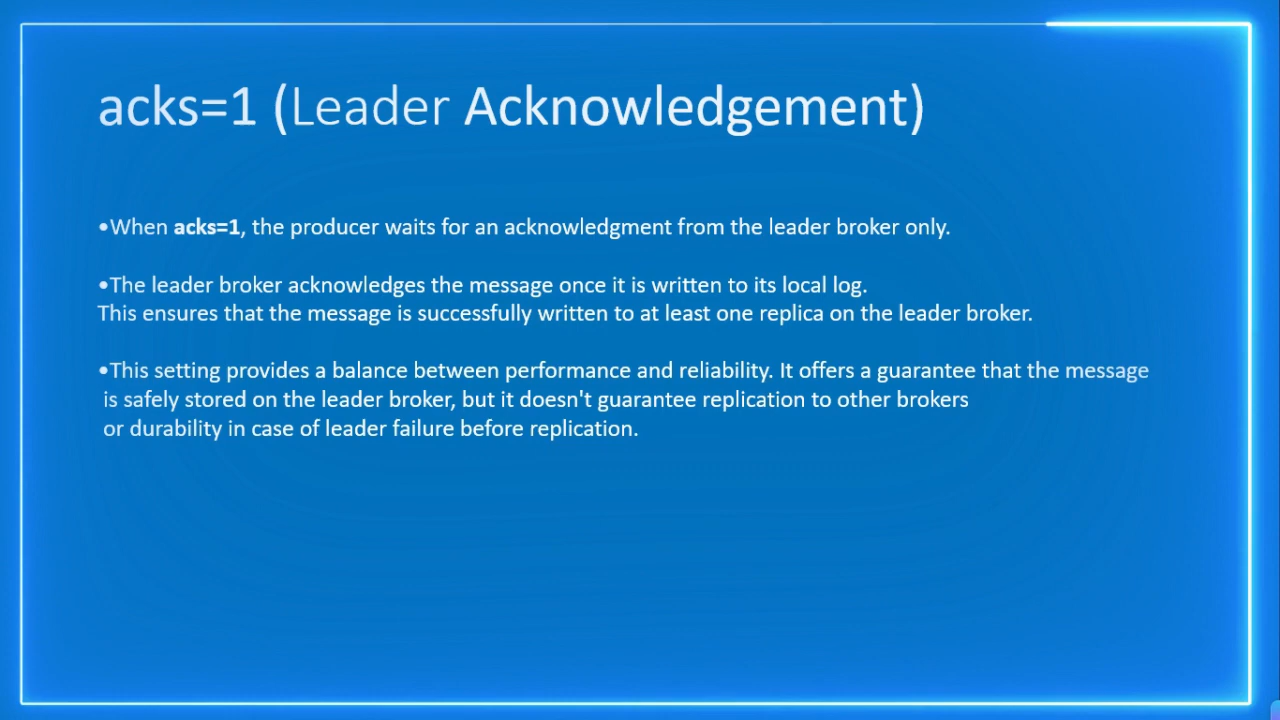 acks=1 (Leader Acknowledgement)
•When acks=1, the producer waits for an acknowledgment from the leader broker only.
•The leader broker acknowledges the message once it is written to its local log.
This ensures that the message is successfully written to at least one replica on the leader broker.
•This setting provides a balance between performance and reliability. It offers a guarantee that the message
is safely stored on the leader broker, but it doesn't guarantee replication to other brokers
or durability in case of leader failure before replication.